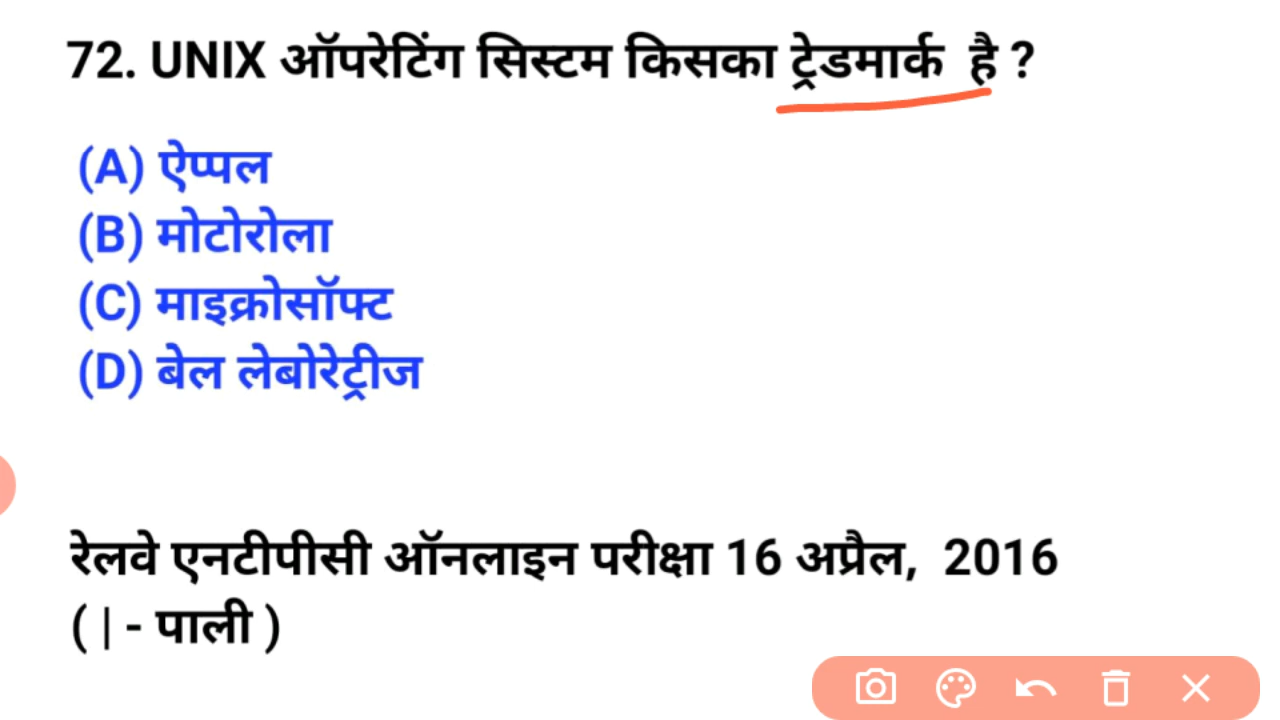 72. UNIX ऑपरेटिंग सिस्टम किसका ट्रेडमार्क है ?
(A) ऐप्पल
(B) मोटोरोला
(C) माइक्रोसॉफ्ट
(D) बेल लेबोरेट्रीज
रेलवे एनटीपीसी ऑनलाइन परीक्षा 16 अप्रैल, 2016
( | - पाली )